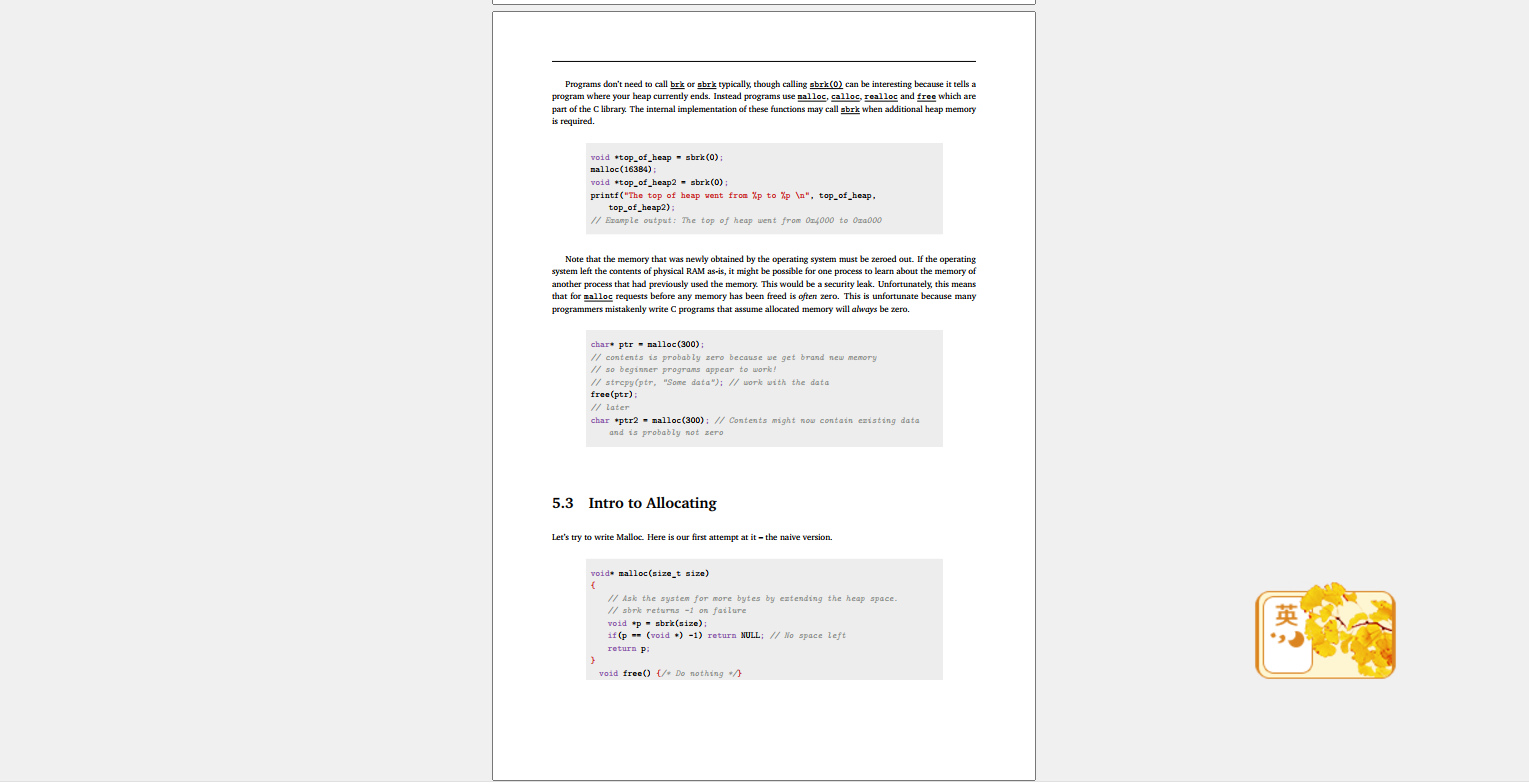 Programs don't need to call brk or sbrk typically, though calling sbrk(0) can be interesting because it tells a
program where your heap currently ends. Instead programs use malloc, calloc, realloc and free which are
part of the C library. The internal implementation of these functions may call sbrk when additional heap memory
is required.
void *top_of_heap = sbrk(0);
malloc(16384);
void *top_of_heap2 = sbrk(0);
printf("The top of heap went from %p to %p \n", top_of_heap,
top_of_heap2);
// Example output: The top of heap went from 0x4000 to 0xa000
Note that the memory that was newly obtained by the operating system must be zeroed out. If the operating
system left the contents of physical RAM as-is, it might be possible for one process to learn about the memory of
another process that had previously used the memory. This would be a security leak. Unfortunately, this means
that for malloc requests before any memory has been freed is often zero. This is unfortunate because many
programmers mistakenly write C programs that assume allocated memory will always be zero.
char* ptr = malloc(300);
// contents is probably zero because we get brand new memory
// so beginner programs appear to work!
// strcpy(ptr, "Some data"); // work with the data
free(ptr);
// later
char *ptr2 = malloc(300); // Contents might now contain existing data
and is probably not zero
5.3 Intro to Allocating
Let's try to write Malloc. Here is our first attempt at it – the naive version.
void* malloc(size_t size)
{
// Ask the system for more bytes by extending the heap space.
// sbrk returns -1 on failure
void *p = sbrk(size);
if(p == (void *) -1) return NULL; // No space left
return p;
}
void free() {/* Do nothing */}
英